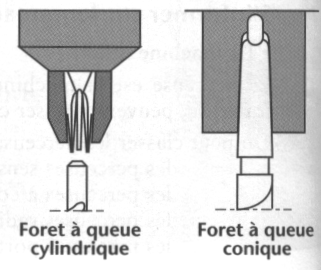 Foret à queue
cylindrique
Foret à queue
conique